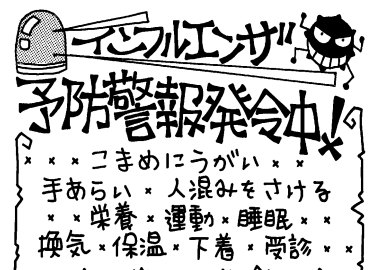 インフルエンザ
予防警報発令中!
× × × こまめにうがい × ×
手あらい × 人混みをさける
× × 栄養 × 運動 × 睡眠 × ×
換気 × 保温 × 下着 × 受診 × ×